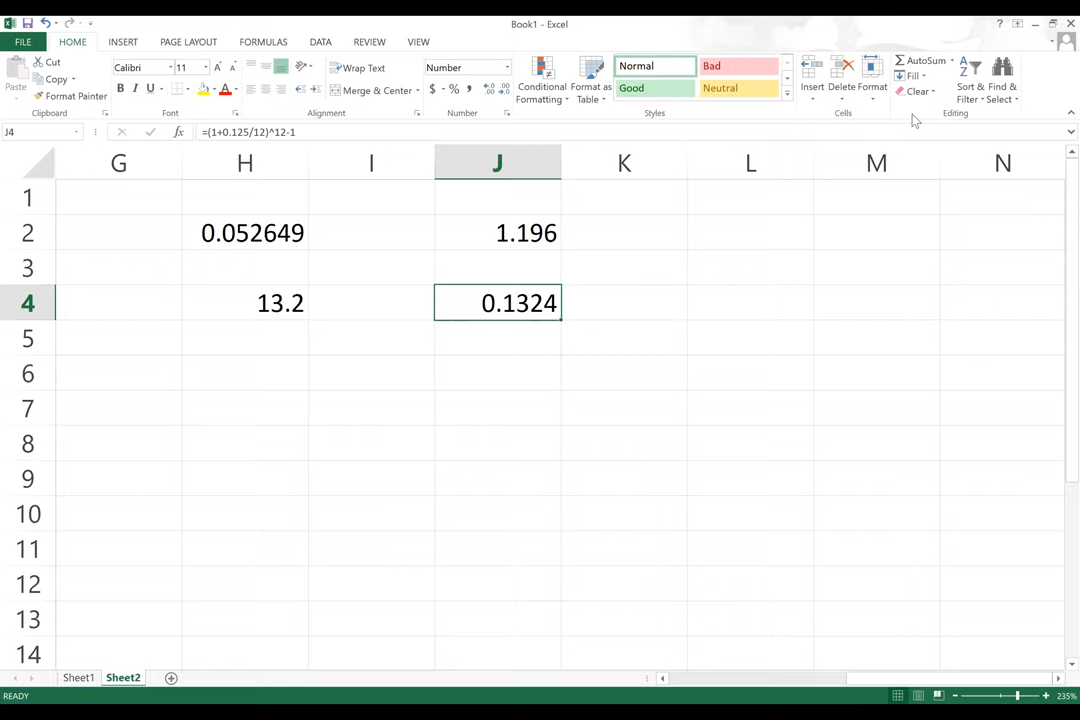 Book1 - Excel
FILE HOME INSERT PAGE LAYOUT FORMULAS DATA REVIEW VIEW
Paste
Cut
Copy
Format Painter
Clipboard
Calibri 11 A A
B I U A
Font
Wrap Text
Merge & Center
Alignment
Number
$ % ,
Number
Conditional Formatting
Format as Table
Normal Bad
Good Neutral
Styles
Insert Delete Format
Cells
AutoSum
Fill
Clear
Sort & Filter
Find & Select
Editing
J4 fx =(1+0.125/12)^12-1
G H I J K L M N
1
2 0.052649 1.196
3
4 13.2 0.1324
5
6
7
8
9
10
11
12
13
14
Sheet1 Sheet2
READY 235%